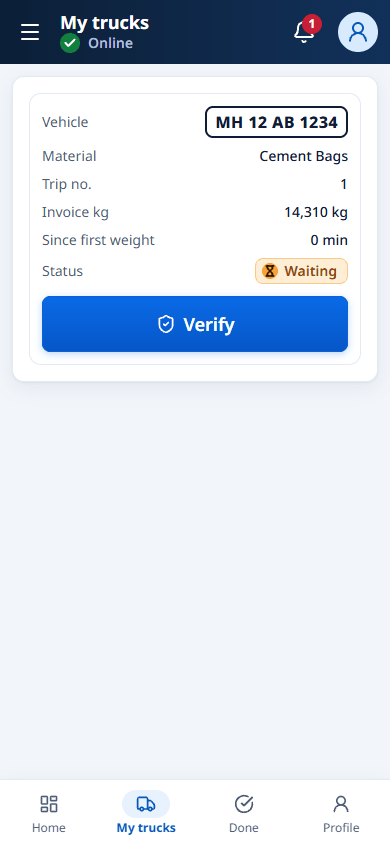 My trucks
1
Online
Vehicle
MH 12 AB 1234
Material
Cement Bags
Trip no.
1
Invoice kg
14,310 kg
Since first weight
0 min
Status
Waiting
Verify
Home
My trucks
Done
Profile